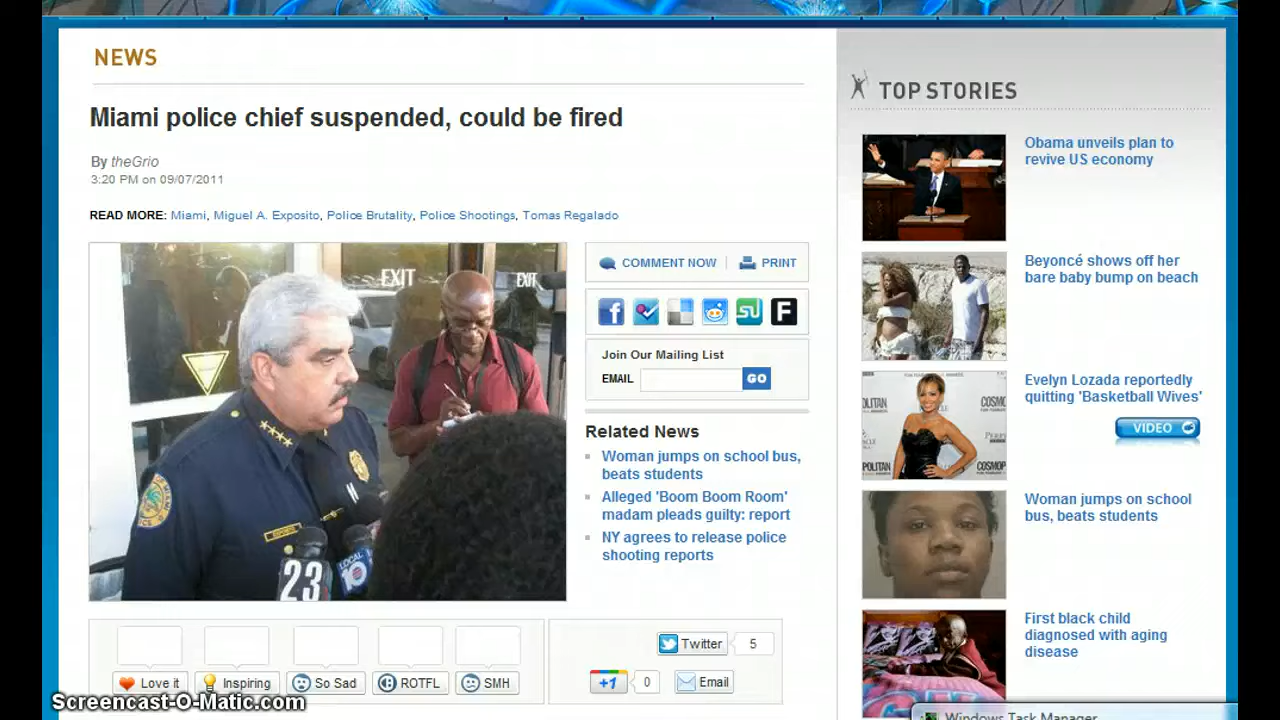 NEWS
Miami police chief suspended, could be fired
By theGrio
3:20 PM on 09/07/2011
READ MORE: Miami, Miguel A. Exposito, Police Brutality, Police Shootings, Tomas Regalado
EXIT
EXIT
23
LOCAL
10
COMMENT NOW
PRINT
Join Our Mailing List
EMAIL
GO
Related News
Woman jumps on school bus,
beats students
Alleged 'Boom Boom Room'
madam pleads guilty: report
NY agrees to release police
shooting reports
Love it
Inspiring
So Sad
ROTFL
SMH
Twitter
5
+1
0
Email
TOP STORIES
Obama unveils plan to
revive US economy
Beyoncé shows off her
bare baby bump on beach
Evelyn Lozada reportedly
quitting 'Basketball Wives'
VIDEO
Woman jumps on school
bus, beats students
First black child
diagnosed with aging
disease
Screencast-O-Matic.com
Windows Task Manager